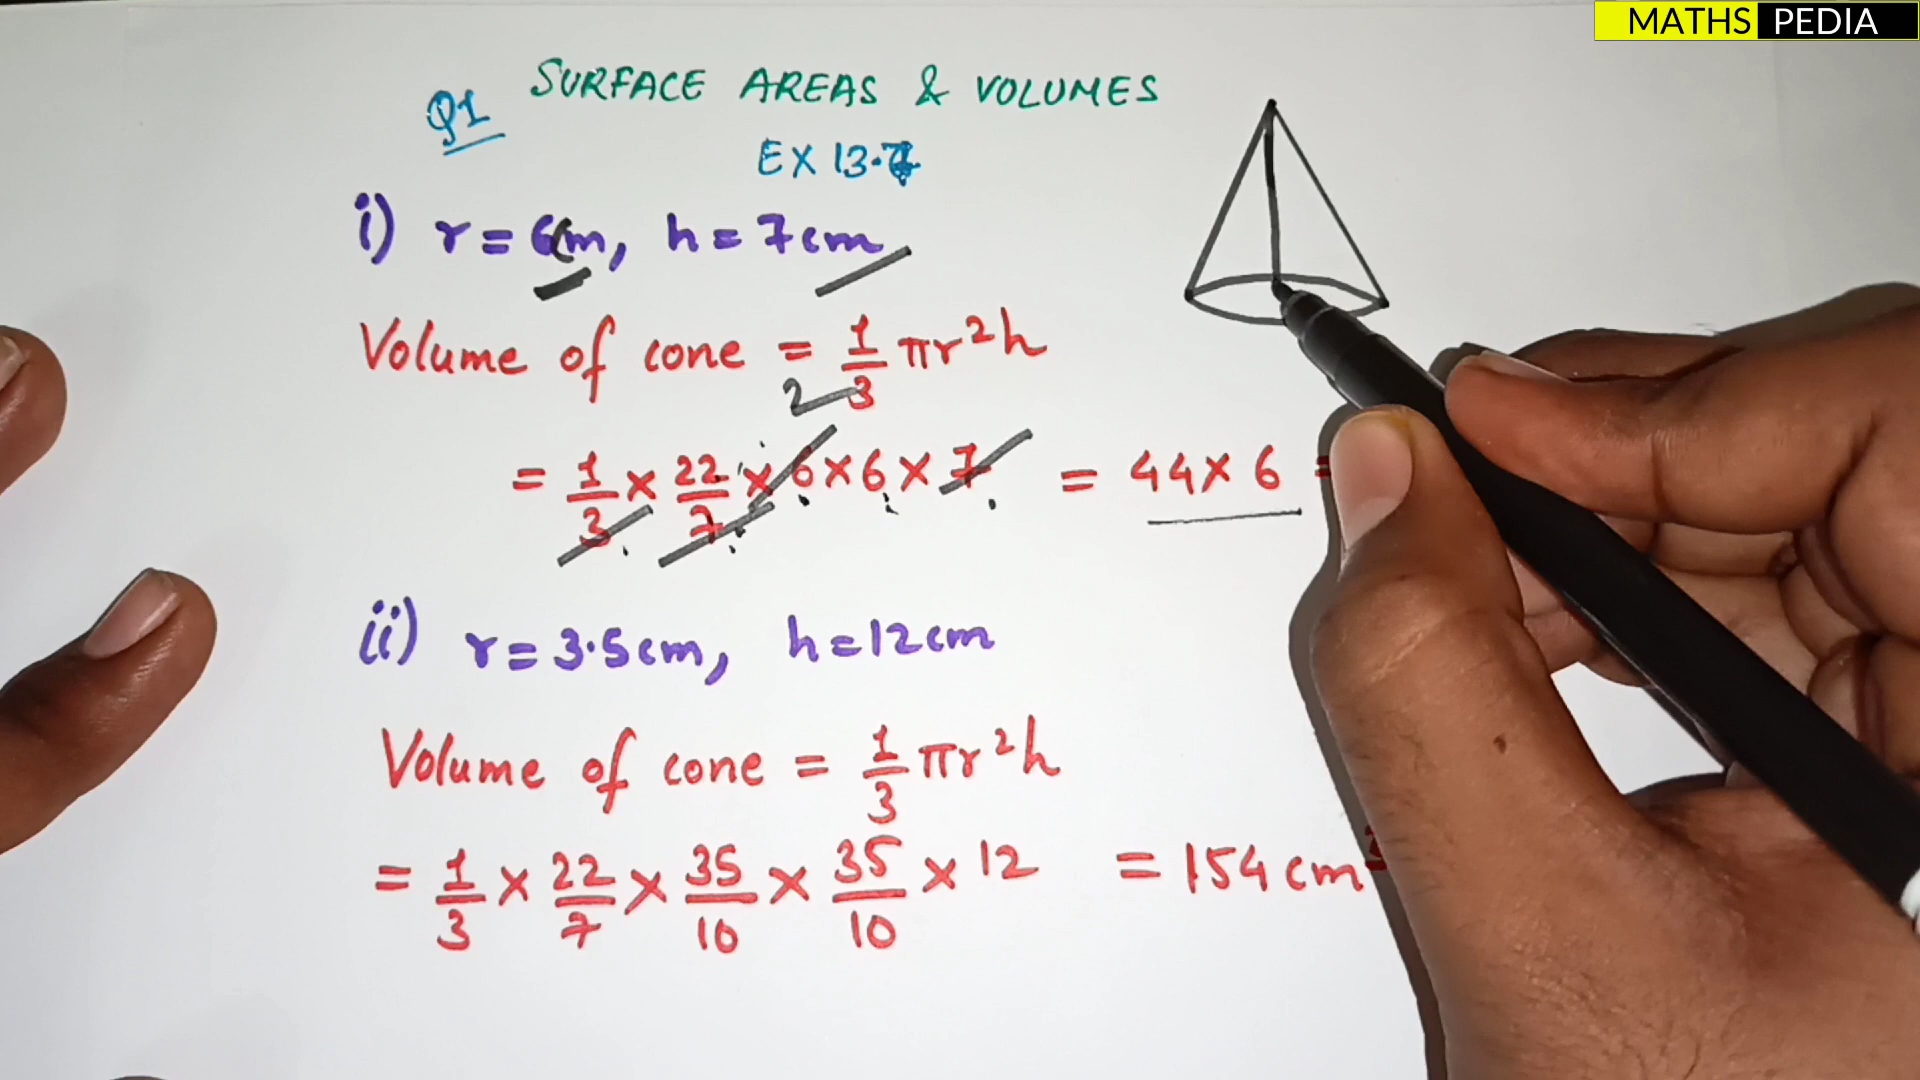 MATHS PEDIA
Q1
SURFACE AREAS & VOLUMES
EX 13.7
i) r = 6cm, h = 7cm
Volume of cone = 1/3 πr²h
2
= 1/3 × 22/7 × 6 × 6 × 7 = 44 × 6 =
ii) r = 3.5cm, h = 12cm
Volume of cone = 1/3 πr²h
= 1/3 × 22/7 × 35/10 × 35/10 × 12 = 154 cm³